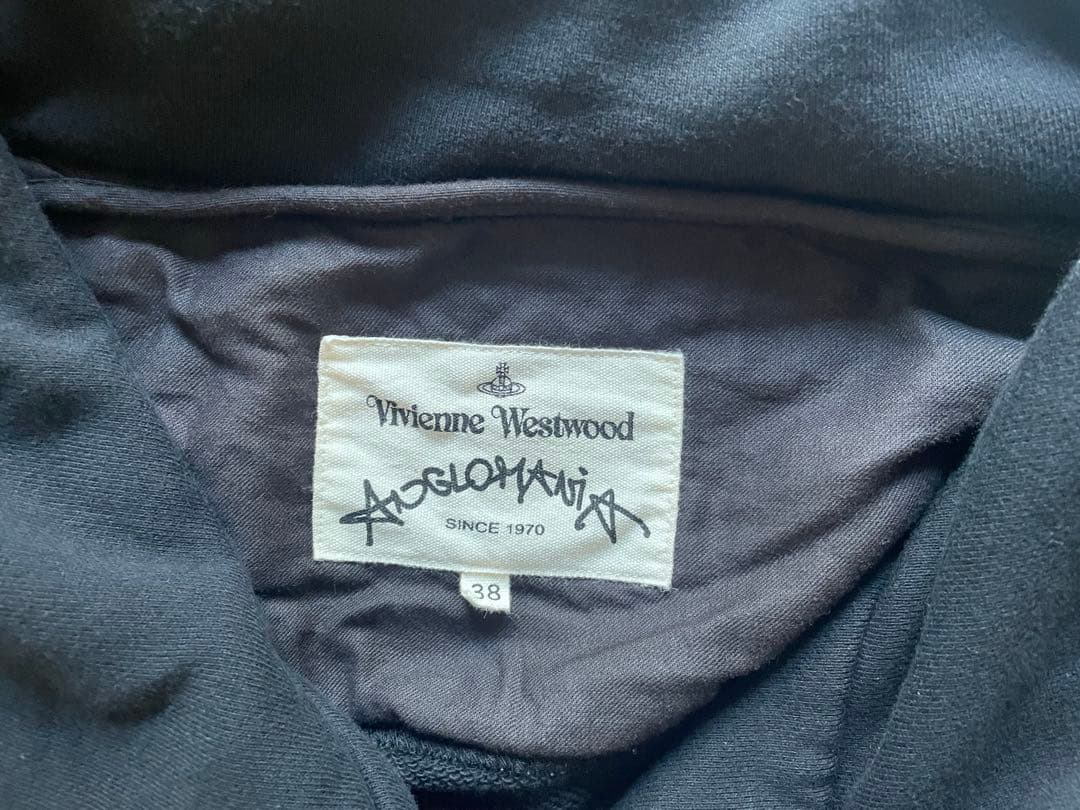 Vivienne Westwood
ANGLOMANiA
SINCE 1970
38